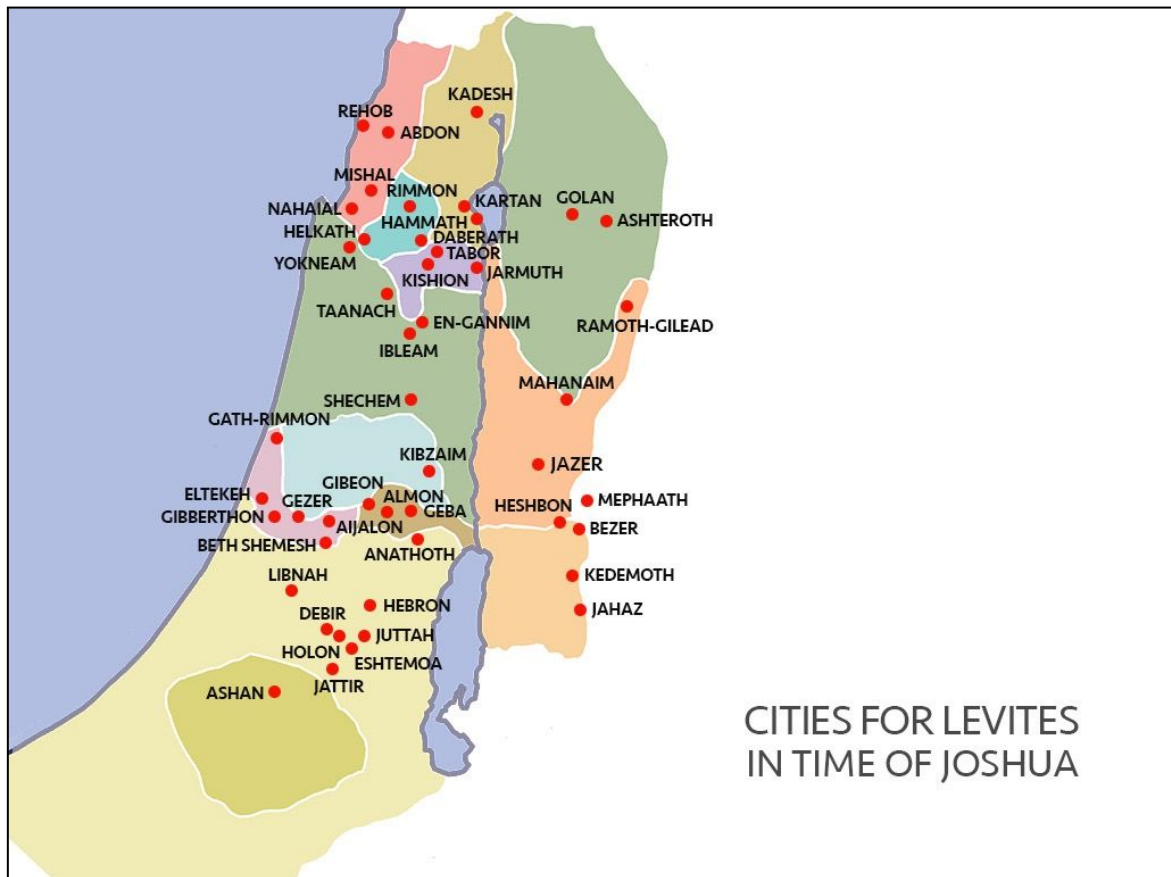 KADESH
REHOB
ABDON
MISHAL
RIMMON
KARTAN
GOLAN
NAHAIAL
HAMMATH
ASHTEROTH
HELKATH
DABERATH
YOKNEAM
TABOR
KISHION
JARMUTH
TAANACH
EN-GANNIM
RAMOTH-GILEAD
IBLEAM
MAHANAIM
SHECHEM
GATH-RIMMON
KIBZAIM
JAZER
GIBEON
ELTEKEH
GEZER
ALMON
MEPHAATH
HESHBON
GIBBERTHON
GEBA
AIJALON
BEZER
BETH SHEMESH
ANATHOTH
LIBNAH
KEDEMOTH
HEBRON
JAHAZ
DEBIR
JUTTAH
HOLON
ESHTEMOA
JATTIR
ASHAN
CITIES FOR LEVITES
IN TIME OF JOSHUA